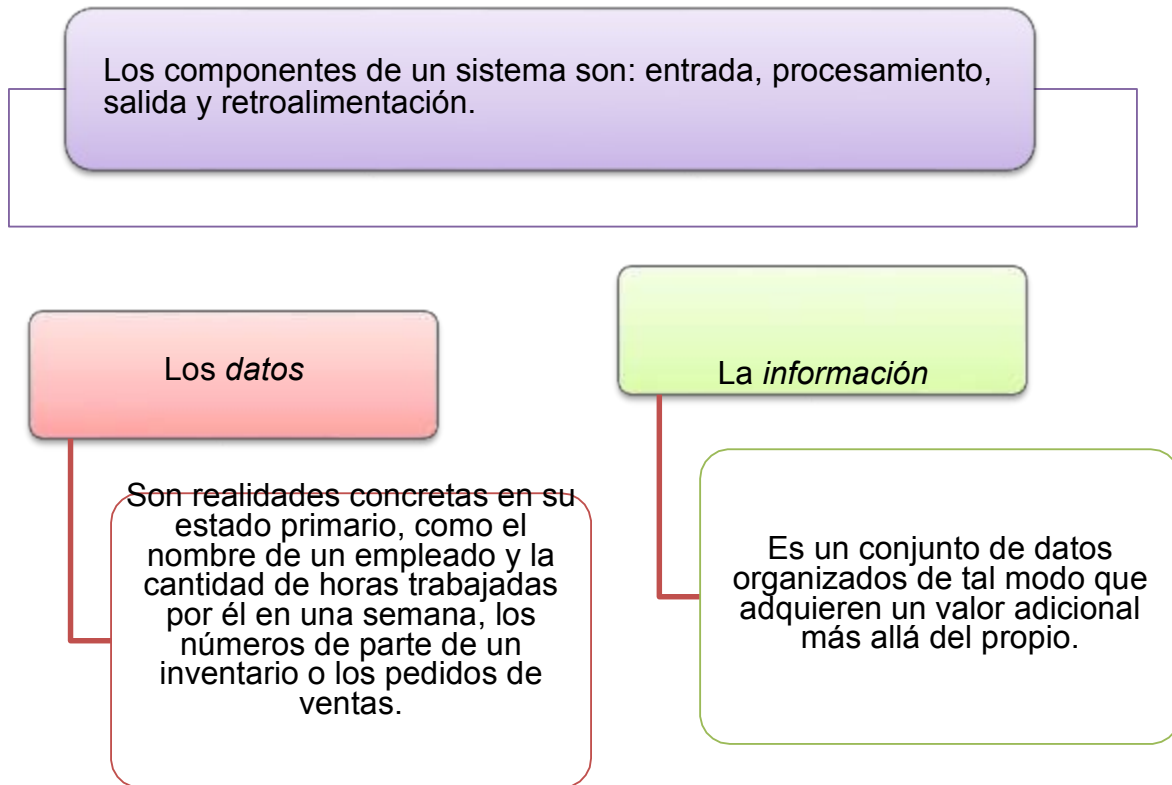 Los componentes de un sistema son: entrada, procesamiento,
salida y retroalimentación.
Los datos
Son realidades concretas en su
estado primario, como el
nombre de un empleado y la
cantidad de horas trabajadas
por él en una semana, los
números de parte de un
inventario o los pedidos de
ventas.
La información
Es un conjunto de datos
organizados de tal modo que
adquieren un valor adicional
más allá del propio.